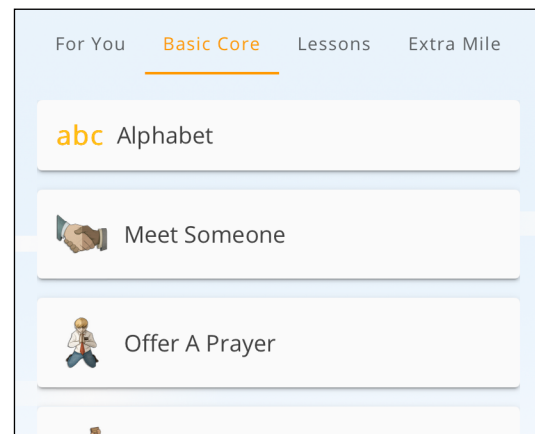 For You Basic Core Lessons Extra Mile
abc Alphabet
Meet Someone
Offer A Prayer